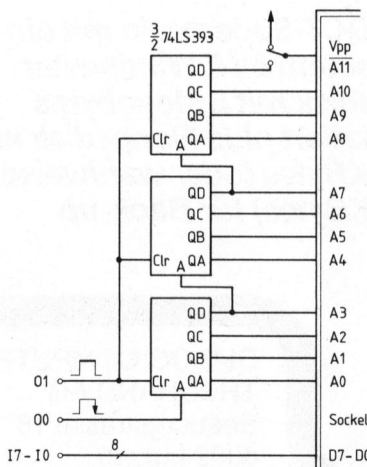 3/2 74LS393
Vpp
QD A11
QC A10
QB A9
Clr A QA A8
QD A7
QC A6
QB A5
Clr A QA A4
QD A3
QC A2
QB A1
O1 Clr A QA A0
O0 Sockel
I7-I0 8 D7-D0